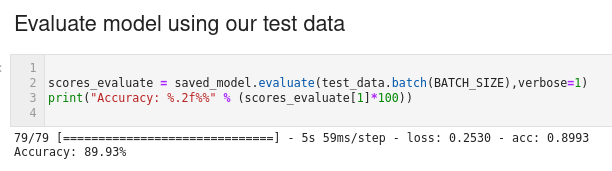 Evaluate model using our test data
1
2 scores_evaluate = saved_model.evaluate(test_data.batch(BATCH_SIZE),verbose=1)
3 print("Accuracy: %.2f%%" % (scores_evaluate[1]*100))
4
79/79 [==============================] - 5s 59ms/step - loss: 0.2530 - acc: 0.8993
Accuracy: 89.93%